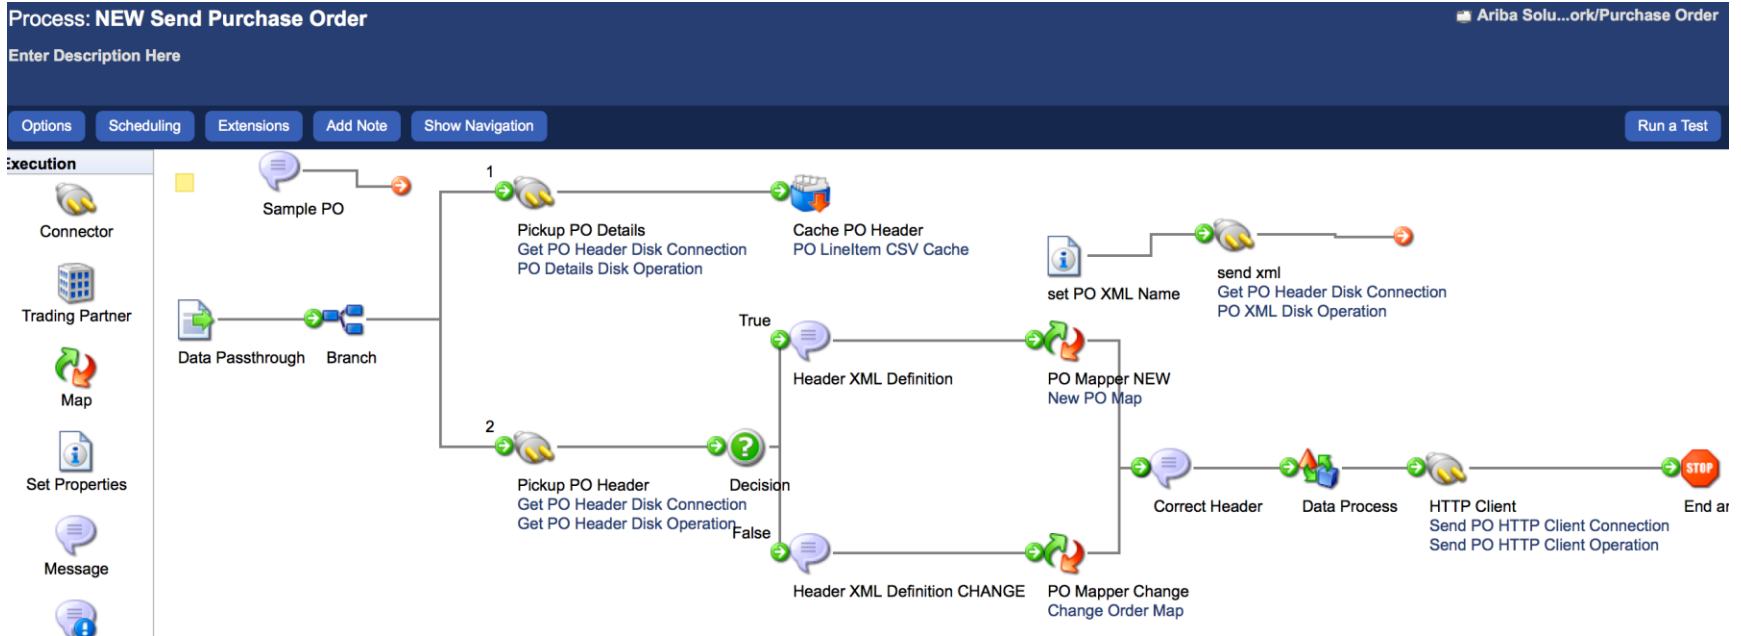 Process: NEW Send Purchase Order
Ariba Solu...ork/Purchase Order
Enter Description Here
Options
Scheduling
Extensions
Add Note
Show Navigation
Run a Test
Execution
Connector
Trading Partner
Map
Set Properties
Message
Sample PO
1
Pickup PO Details
Get PO Header Disk Connection
PO Details Disk Operation
Cache PO Header
PO LineItem CSV Cache
set PO XML Name
send xml
Get PO Header Disk Connection
PO XML Disk Operation
Data Passthrough
Branch
True
Header XML Definition
PO Mapper NEW
New PO Map
2
Pickup PO Header
Get PO Header Disk Connection
Get PO Header Disk Operation
Decision
False
Header XML Definition CHANGE
PO Mapper Change
Change Order Map
Correct Header
Data Process
HTTP Client
Send PO HTTP Client Connection
Send PO HTTP Client Operation
STOP
End ar